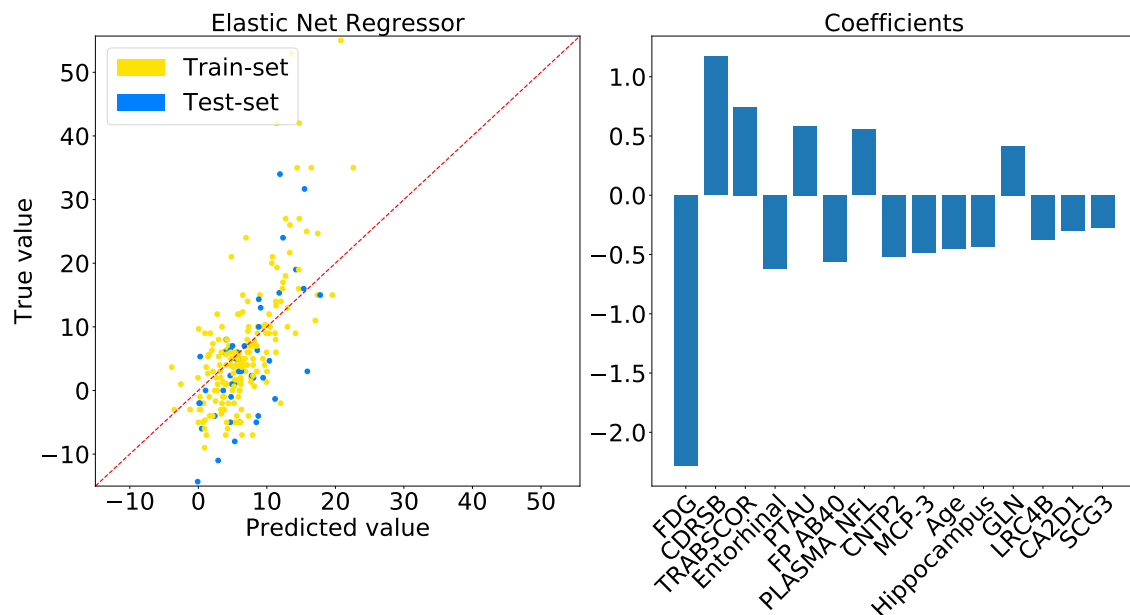 Elastic Net Regressor
Train-set
Test-set
True value
50
40
30
20
10
0
−10
−10
0
10
20
30
40
50
Predicted value
Coefficients
1.0
0.5
0.0
−0.5
−1.0
−1.5
−2.0
FDG
CDRSB
TRABSCOR
Entorhinal
PTAU
FP AB40
PLASMA_NFL
CNTP2
MCP-3
Age
Hippocampus
GLN
LRC4B
CA2D1
SCG3